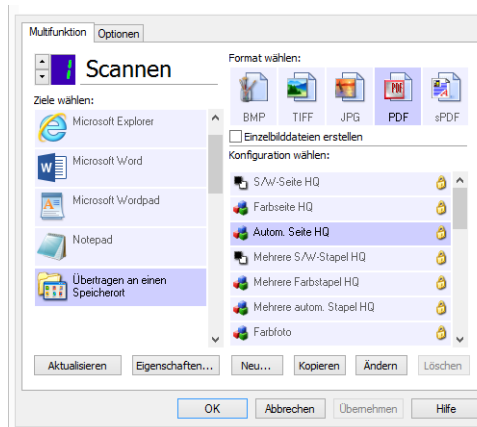 Multifunktion Optionen
1 Scannen
Ziele wählen:
Microsoft Explorer
Microsoft Word
Microsoft Wordpad
Notepad
Übertragen an einen
Speicherort
Format wählen:
BMP TIFF JPG PDF sPDF
Einzelbilddateien erstellen
Konfiguration wählen:
S/W-Seite HQ
Farbseite HQ
Autom. Seite HQ
Mehrere S/W-Stapel HQ
Mehrere Farbstapel HQ
Mehrere autom. Stapel HQ
Farbfoto
Aktualisieren Eigenschaften... Neu... Kopieren Ändern Löschen
OK Abbrechen Übernehmen Hilfe